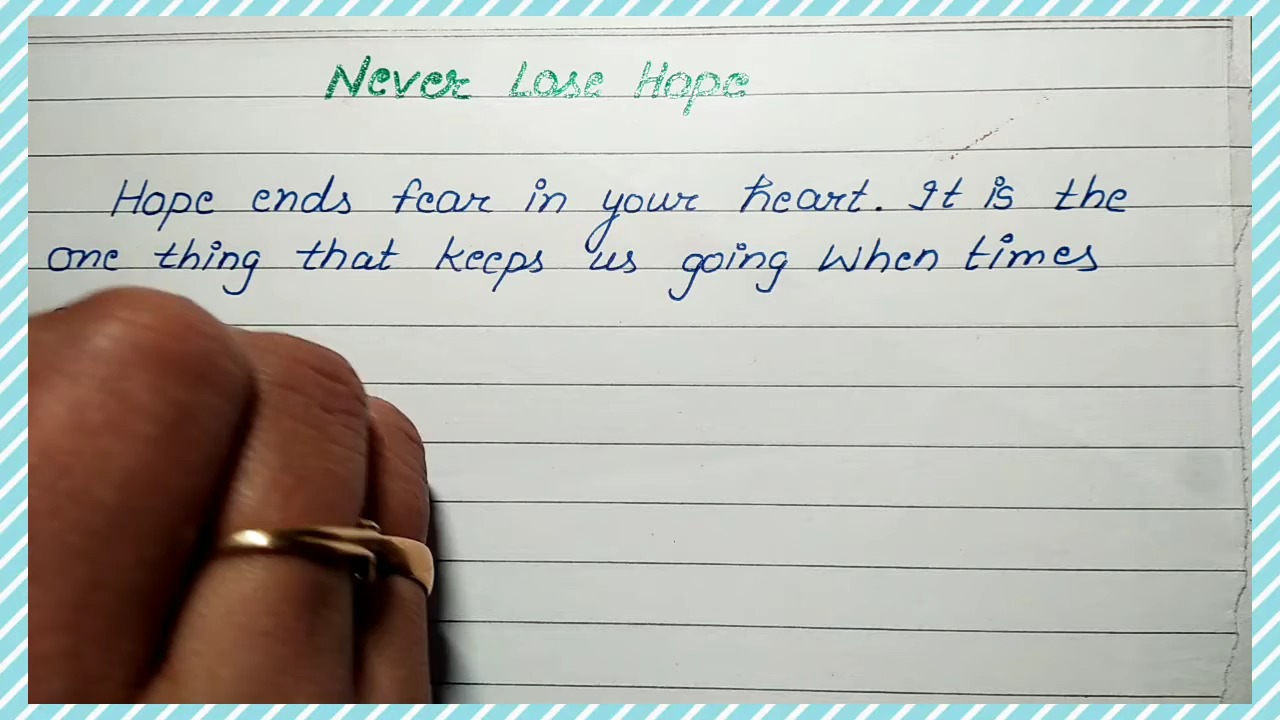 Never Lose Hope
Hope ends fear in your heart. It is the
one thing that keeps us going When times